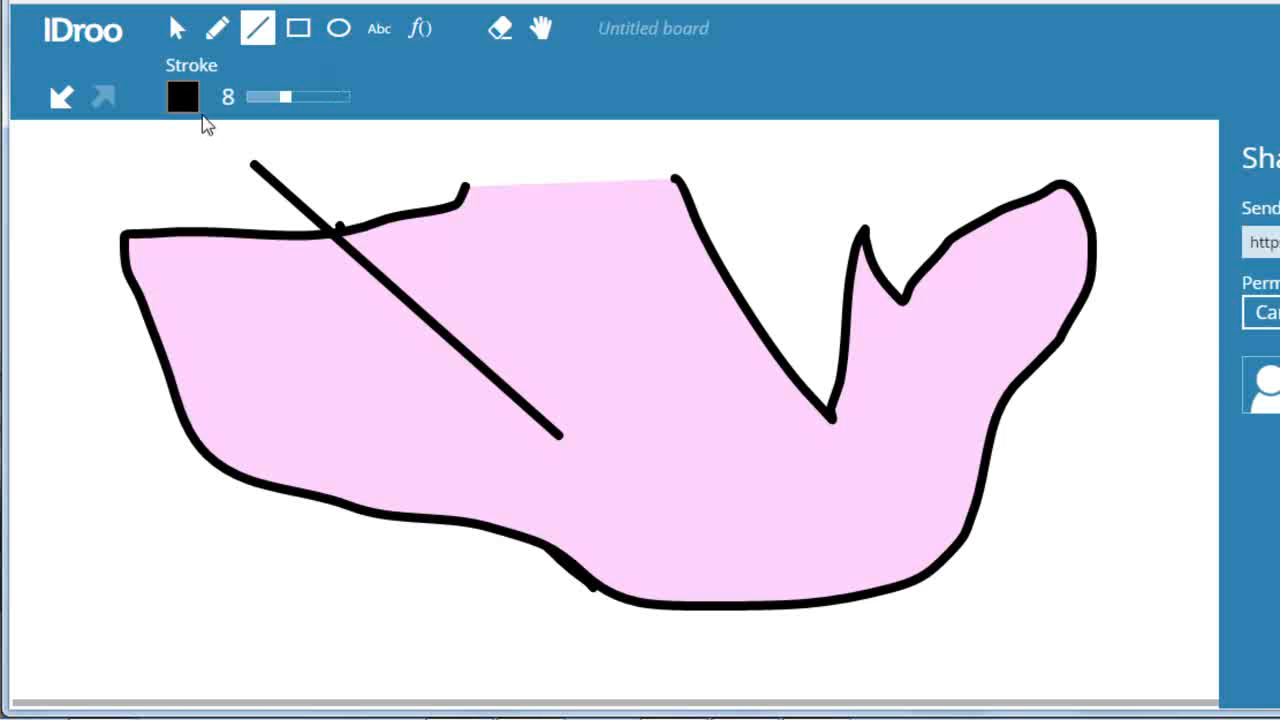 IDroo
Abc
f()
Untitled board
Stroke
8
Sha
Send
http
Perm
Ca